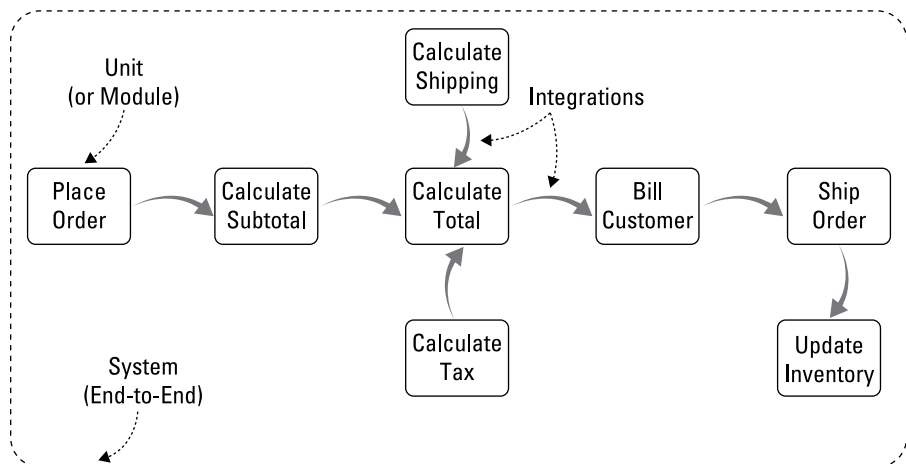 Unit
(or Module)
Calculate
Shipping
Integrations
Place
Order
Calculate
Subtotal
Calculate
Total
Bill
Customer
Ship
Order
Calculate
Tax
Update
Inventory
System
(End-to-End)